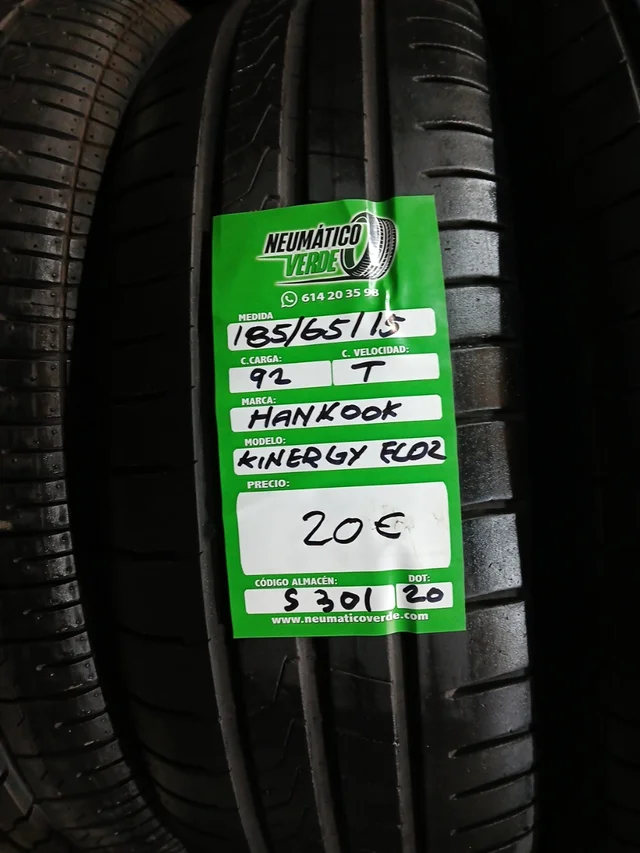 NEUMÁTICO
VERDE
614 20 35 98
MEDIDA
185/65/15
C.CARGA: C. VELOCIDAD:
92 T
MARCA:
HANKOOK
MODELO:
KINERGY ECO2
PRECIO:
20€
CÓDIGO ALMACÉN: DOT:
S 301 20
www.neumaticoverde.com